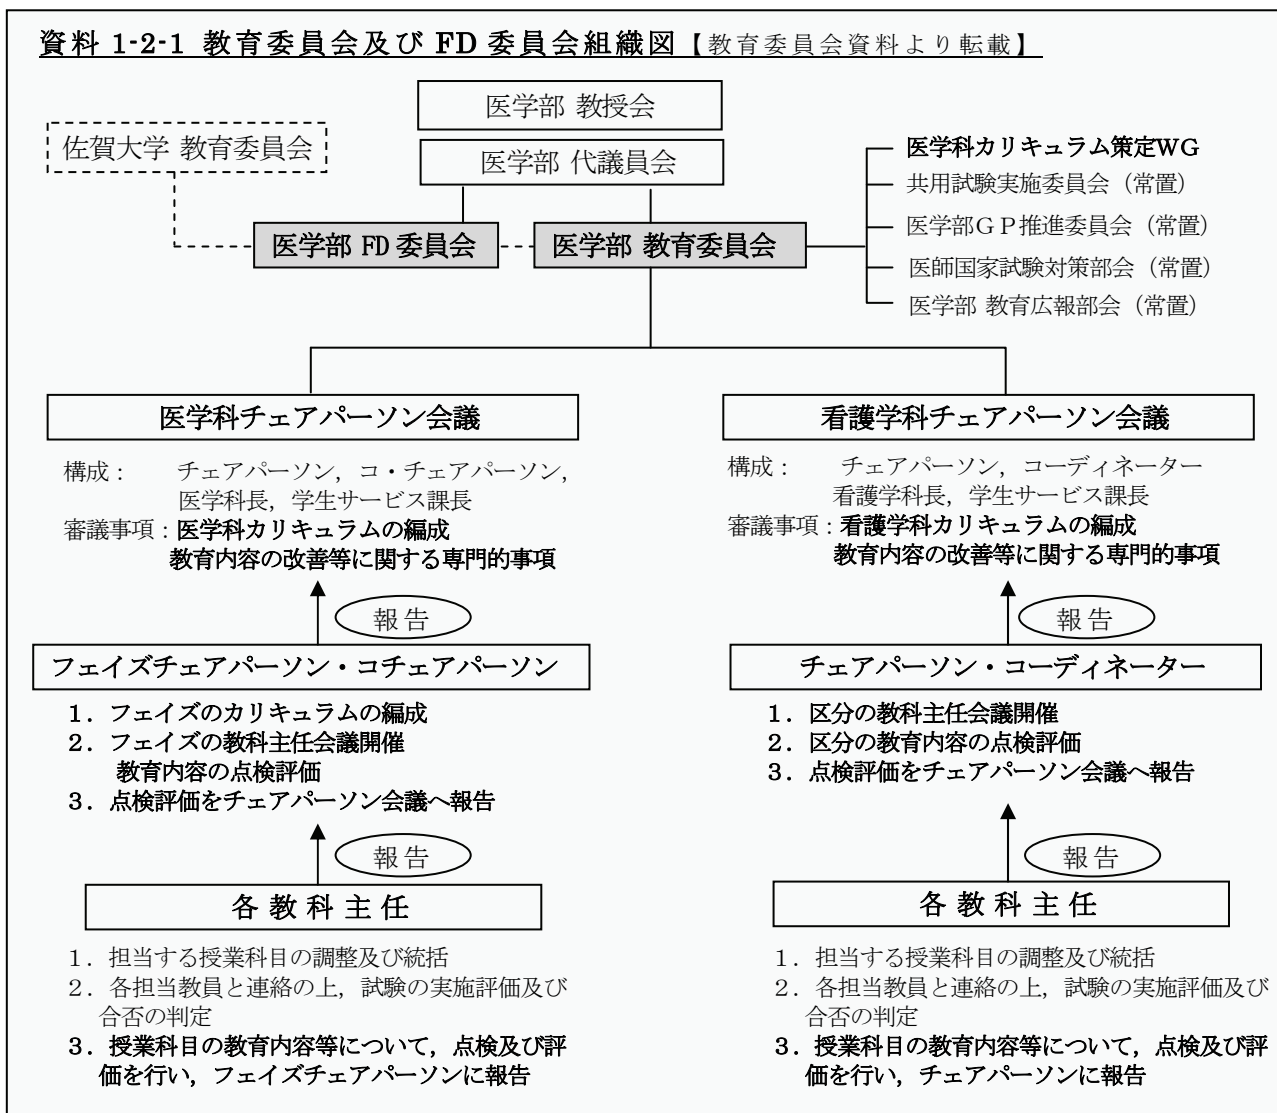 資料 1-2-1 教育委員会及び FD 委員会組織図【教育委員会資料より転載】
医学部 教授会
佐賀大学 教育委員会
医学部 代議員会
医学部 FD 委員会
医学部 教育委員会
医学科カリキュラム策定WG
共用試験実施委員会（常置）
医学部GP推進委員会（常置）
医師国家試験対策部会（常置）
医学部 教育広報部会（常置）
医学科チェアパーソン会議
構成： チェアパーソン，コ・チェアパーソン，
医学科長，学生サービス課長
審議事項：医学科カリキュラムの編成
教育内容の改善等に関する専門的事項
報告
フェイズチェアパーソン・コチェアパーソン
1．フェイズのカリキュラムの編成
2．フェイズの教科主任会議開催
教育内容の点検評価
3．点検評価をチェアパーソン会議へ報告
報告
各教科主任
1．担当する授業科目の調整及び統括
2．各担当教員と連絡の上，試験の実施評価及び
合否の判定
3．授業科目の教育内容等について，点検及び評
価を行い，フェイズチェアパーソンに報告
看護学科チェアパーソン会議
構成： チェアパーソン，コーディネーター
看護学科長，学生サービス課長
審議事項：看護学科カリキュラムの編成
教育内容の改善等に関する専門的事項
報告
チェアパーソン・コーディネーター
1．区分の教科主任会議開催
2．区分の教育内容の点検評価
3．点検評価をチェアパーソン会議へ報告
報告
各教科主任
1．担当する授業科目の調整及び統括
2．各担当教員と連絡の上，試験の実施評価及び
合否の判定
3．授業科目の教育内容等について，点検及び評
価を行い，チェアパーソンに報告